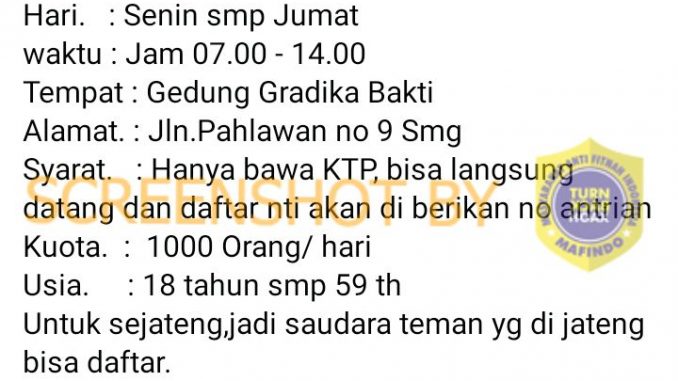 Hari. : Senin smp Jumat
waktu : Jam 07.00 - 14.00
Tempat : Gedung Gradika Bakti
Alamat. : Jln.Pahlawan no 9 Smg
Syarat. : Hanya bawa KTP, bisa langsung
datang dan daftar nti akan di berikan no antrian
Kuota. : 1000 Orang/ hari
Usia. : 18 tahun smp 59 th
Untuk sejateng,jadi saudara teman yg di jateng
bisa daftar.
SCREENSHOT BY
ANTI FITNAH
TURN
HOAX
MAFINDO